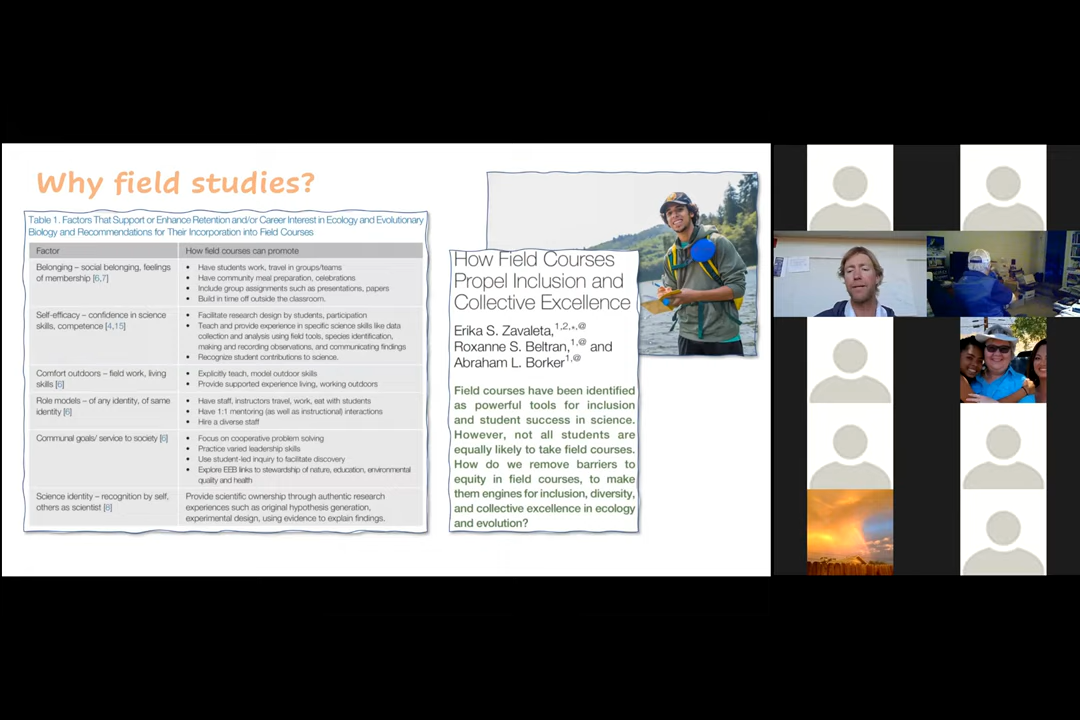 Why field studies?
Table 1. Factors That Support or Enhance Retention and/or Career Interest in Ecology and Evolutionary
Biology and Recommendations for Their Incorporation into Field Courses
Factor
How field courses can promote
Belonging – social belonging, feelings
of membership [6,7]
• Have students work, travel in groups/teams
• Have community meal preparation, celebrations
• Include group assignments such as presentations, papers
• Build in time off outside the classroom.
Self-efficacy – confidence in science
skills, competence [4,15]
• Facilitate research design by students, participation
• Teach and provide experience in specific science skills like data
collection and analysis using field tools, species identification,
making and recording observations, and communicating findings
• Recognize student contributions to science.
Comfort outdoors – field work, living
skills [6]
• Explicitly teach, model outdoor skills
• Provide supported experience living, working outdoors
Role models – of any identity, of same
identity [6]
• Have staff, instructors travel, work, eat with students
• Have 1:1 mentoring (as well as instructional) interactions
• Hire a diverse staff
Communal goals/ service to society [6]
• Focus on cooperative problem solving
• Practice varied leadership skills
• Use student-led inquiry to facilitate discovery
• Explore EEB links to stewardship of nature, education, environmental
quality and health
Science identity – recognition by self,
others as scientist [6]
Provide scientific ownership through authentic research
experiences such as original hypothesis generation,
experimental design, using evidence to explain findings.
How Field Courses
Propel Inclusion and
Collective Excellence
Erika S. Zavaleta,1,2,*,@
Roxanne S. Beltran,1,@ and
Abraham L. Borker1,@
Field courses have been identified
as powerful tools for inclusion
and student success in science.
However, not all students are
equally likely to take field courses.
How do we remove barriers to
equity in field courses, to make
them engines for inclusion, diversity,
and collective excellence in ecology
and evolution?